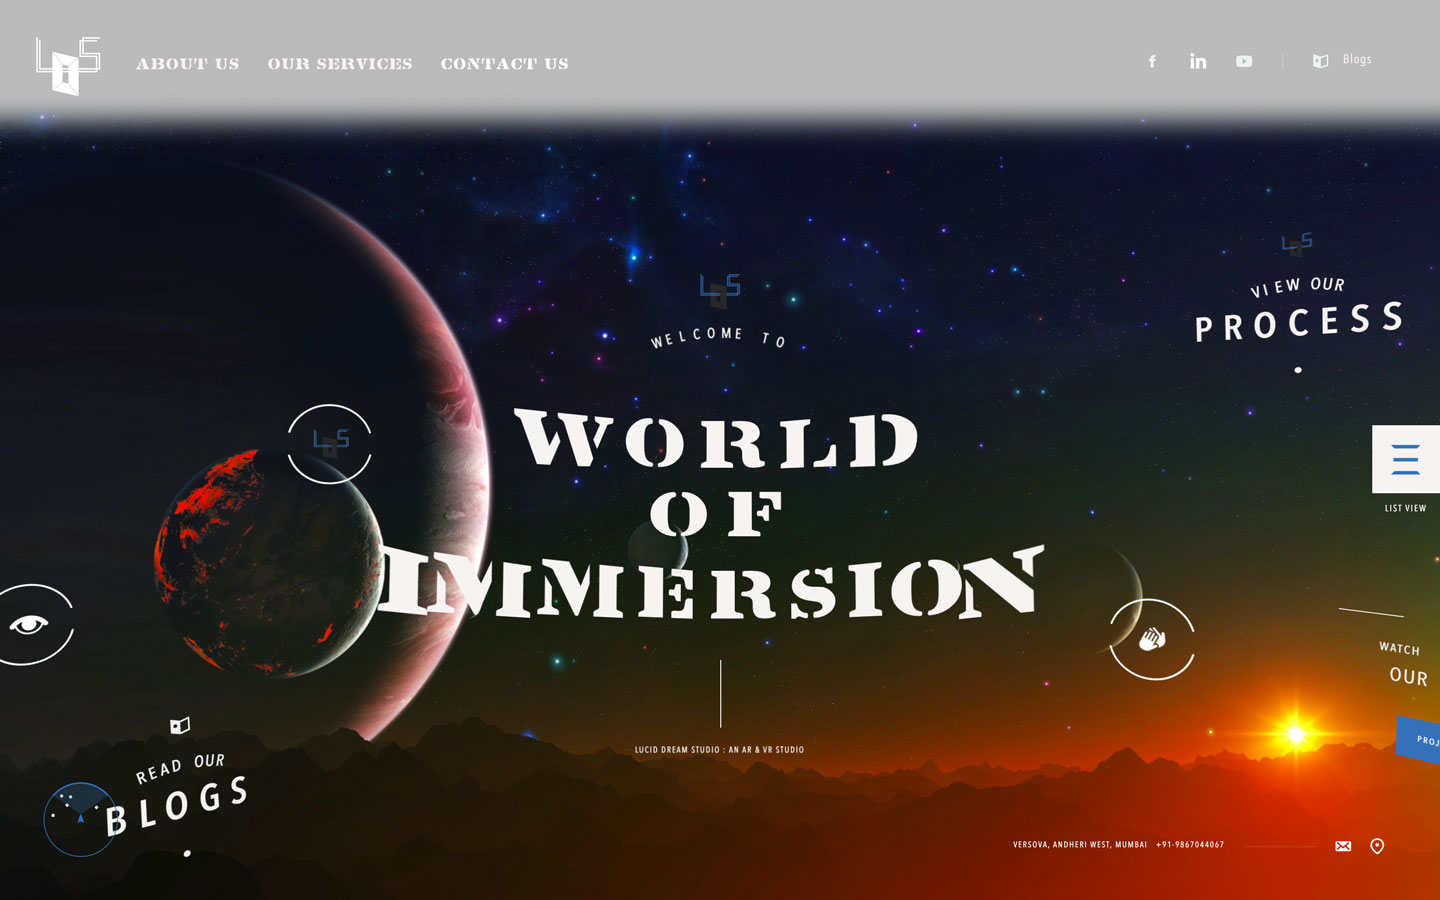 LDS
ABOUT US
OUR SERVICES
CONTACT US
Blogs
VIEW OUR
PROCESS
WELCOME TO
WORLD
OF
IMMERSION
LIST VIEW
WATCH
OUR
LUCID DREAM STUDIO : AN AR & VR STUDIO
READ OUR
BLOGS
VERSOVA, ANDHERI WEST, MUMBAI +91-9867044067